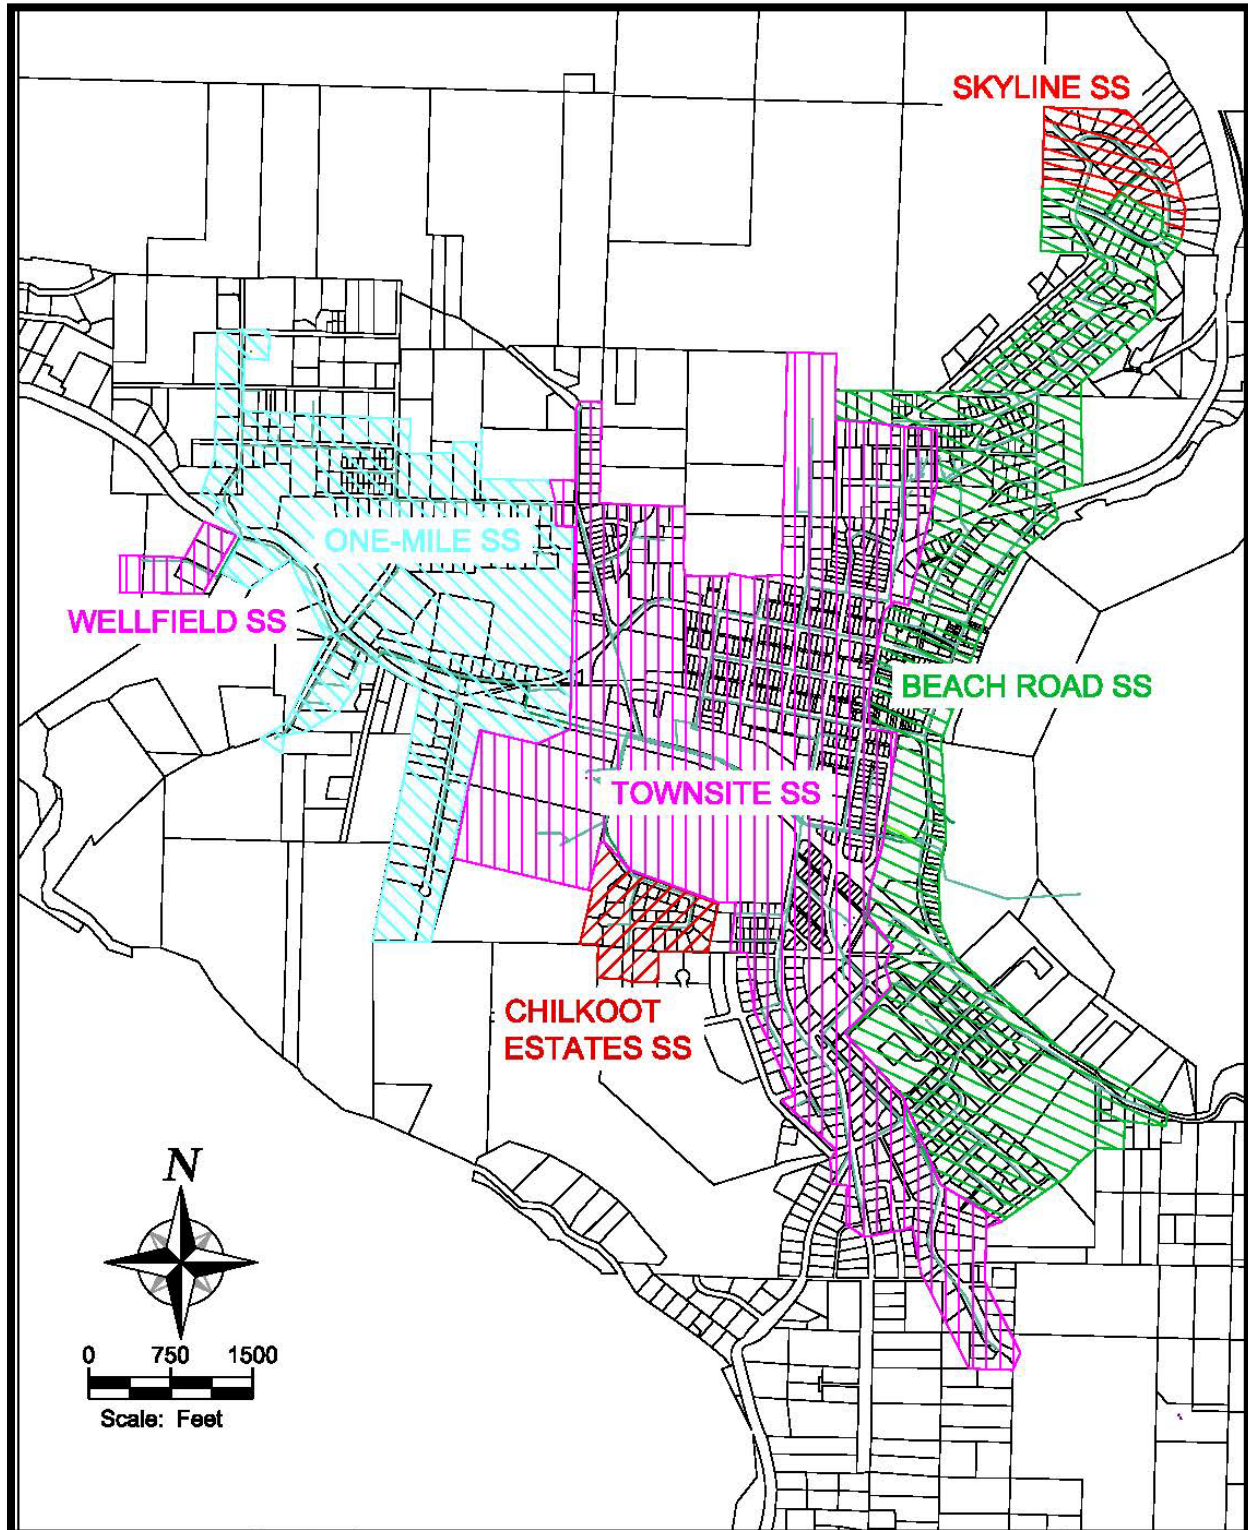 SKYLINE SS
ONE-MILE SS
WELLFIELD SS
BEACH ROAD SS
TOWNSITE SS
CHILKOOT
ESTATES SS
N
0 750 1500
Scale: Feet